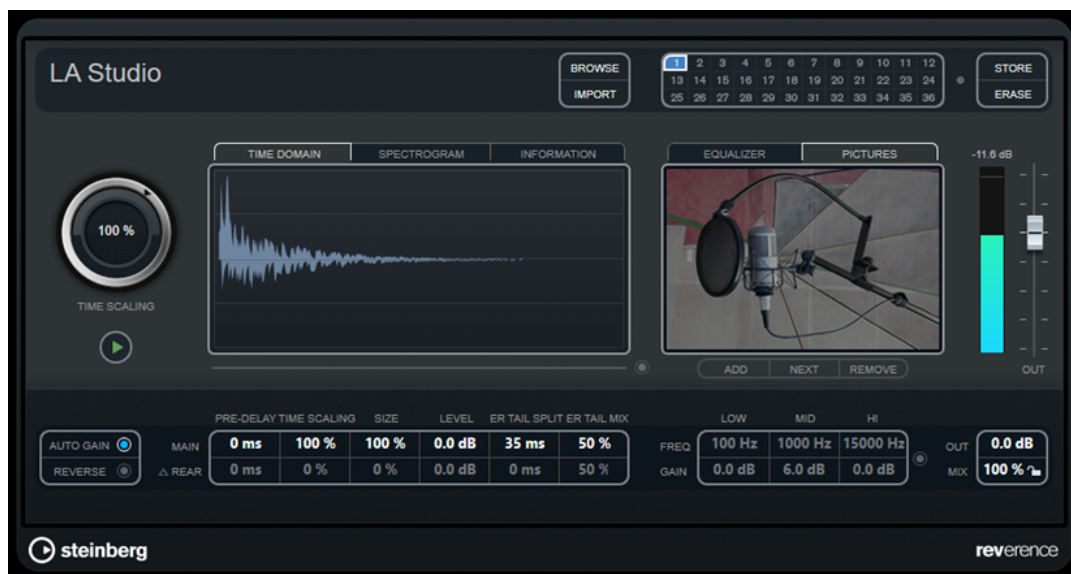 LA Studio
BROWSE
IMPORT
1 2 3 4 5 6 7 8 9 10 11 12
13 14 15 16 17 18 19 20 21 22 23 24
25 26 27 28 29 30 31 32 33 34 35 36
STORE
ERASE
TIME DOMAIN SPECTROGRAM INFORMATION
EQUALIZER PICTURES
-11.6 dB
100 %
TIME SCALING
ADD NEXT REMOVE
OUT
PRE-DELAY TIME SCALING SIZE LEVEL ER TAIL SPLIT ER TAIL MIX
LOW MID HI
AUTO GAIN
REVERSE
MAIN 0 ms 100 % 100 % 0.0 dB 35 ms 50 %
△ REAR 0 ms 0 % 0 % 0.0 dB 0 ms 50 %
FREQ 100 Hz 1000 Hz 15000 Hz
GAIN 0.0 dB 6.0 dB 0.0 dB
OUT 0.0 dB
MIX 100 %
steinberg
reverence